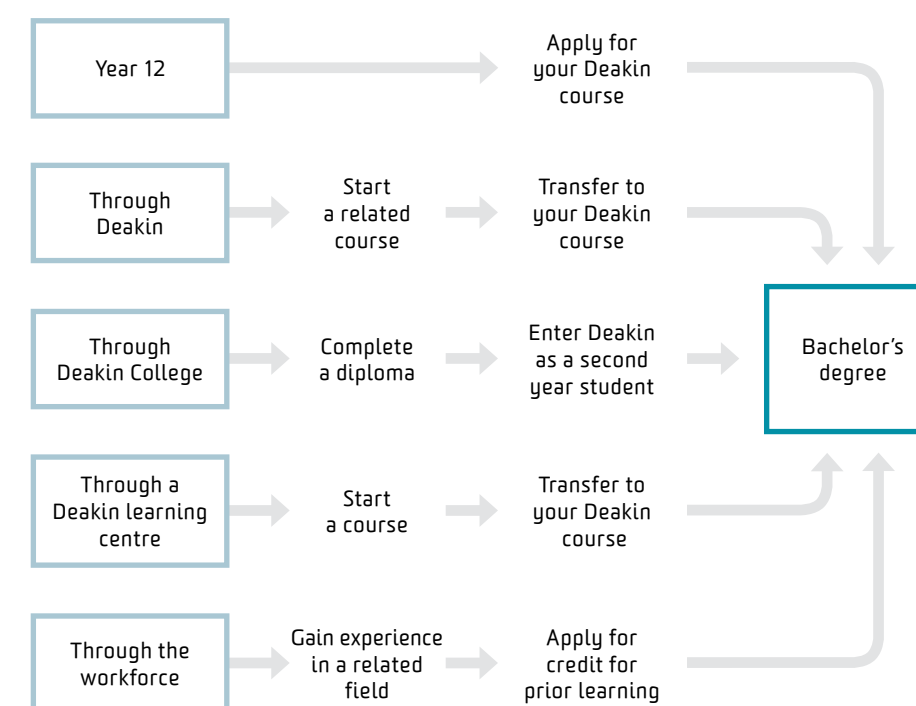 Year 12
Apply for
your Deakin
course
Through
Deakin
Start
a related
course
Transfer to
your Deakin
course
Through
Deakin College
Complete
a diploma
Enter Deakin
as a second
year student
Bachelor's
degree
Through a
Deakin learning
centre
Start
a course
Transfer to
your Deakin
course
Through the
workforce
Gain experience
in a related
field
Apply for
credit for
prior learning